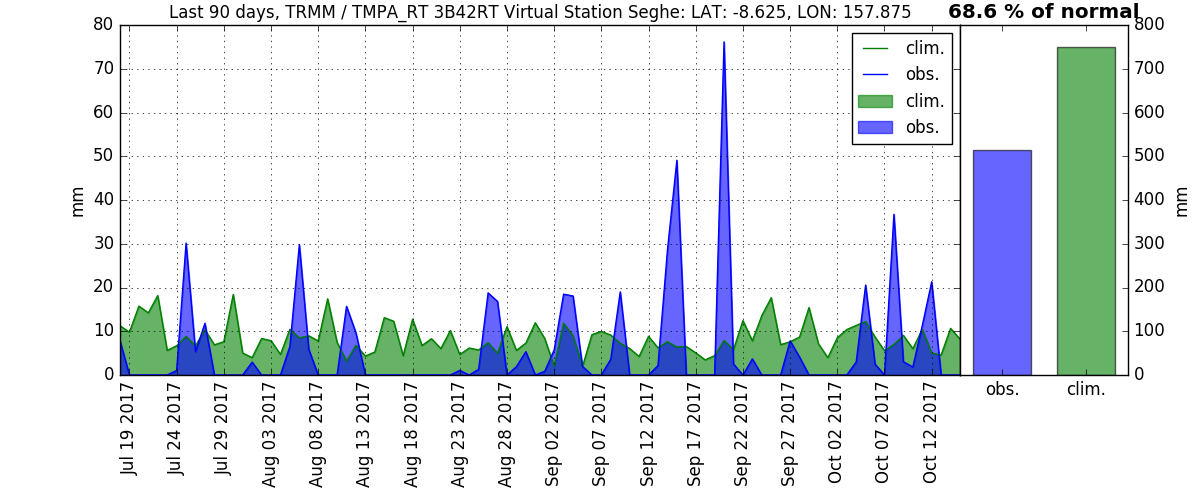 Last 90 days, TRMM / TMPA_RT 3B42RT Virtual Station Seghe: LAT: -8.625, LON: 157.875
68.6 % of normal
80
70
60
50
40
30
20
10
0
mm
clim.
obs.
clim.
obs.
Jul 19 2017
Jul 24 2017
Jul 29 2017
Aug 03 2017
Aug 08 2017
Aug 13 2017
Aug 18 2017
Aug 23 2017
Aug 28 2017
Sep 02 2017
Sep 07 2017
Sep 12 2017
Sep 17 2017
Sep 22 2017
Sep 27 2017
Oct 02 2017
Oct 07 2017
Oct 12 2017
800
700
600
500
400
300
200
100
0
mm
obs.
clim.